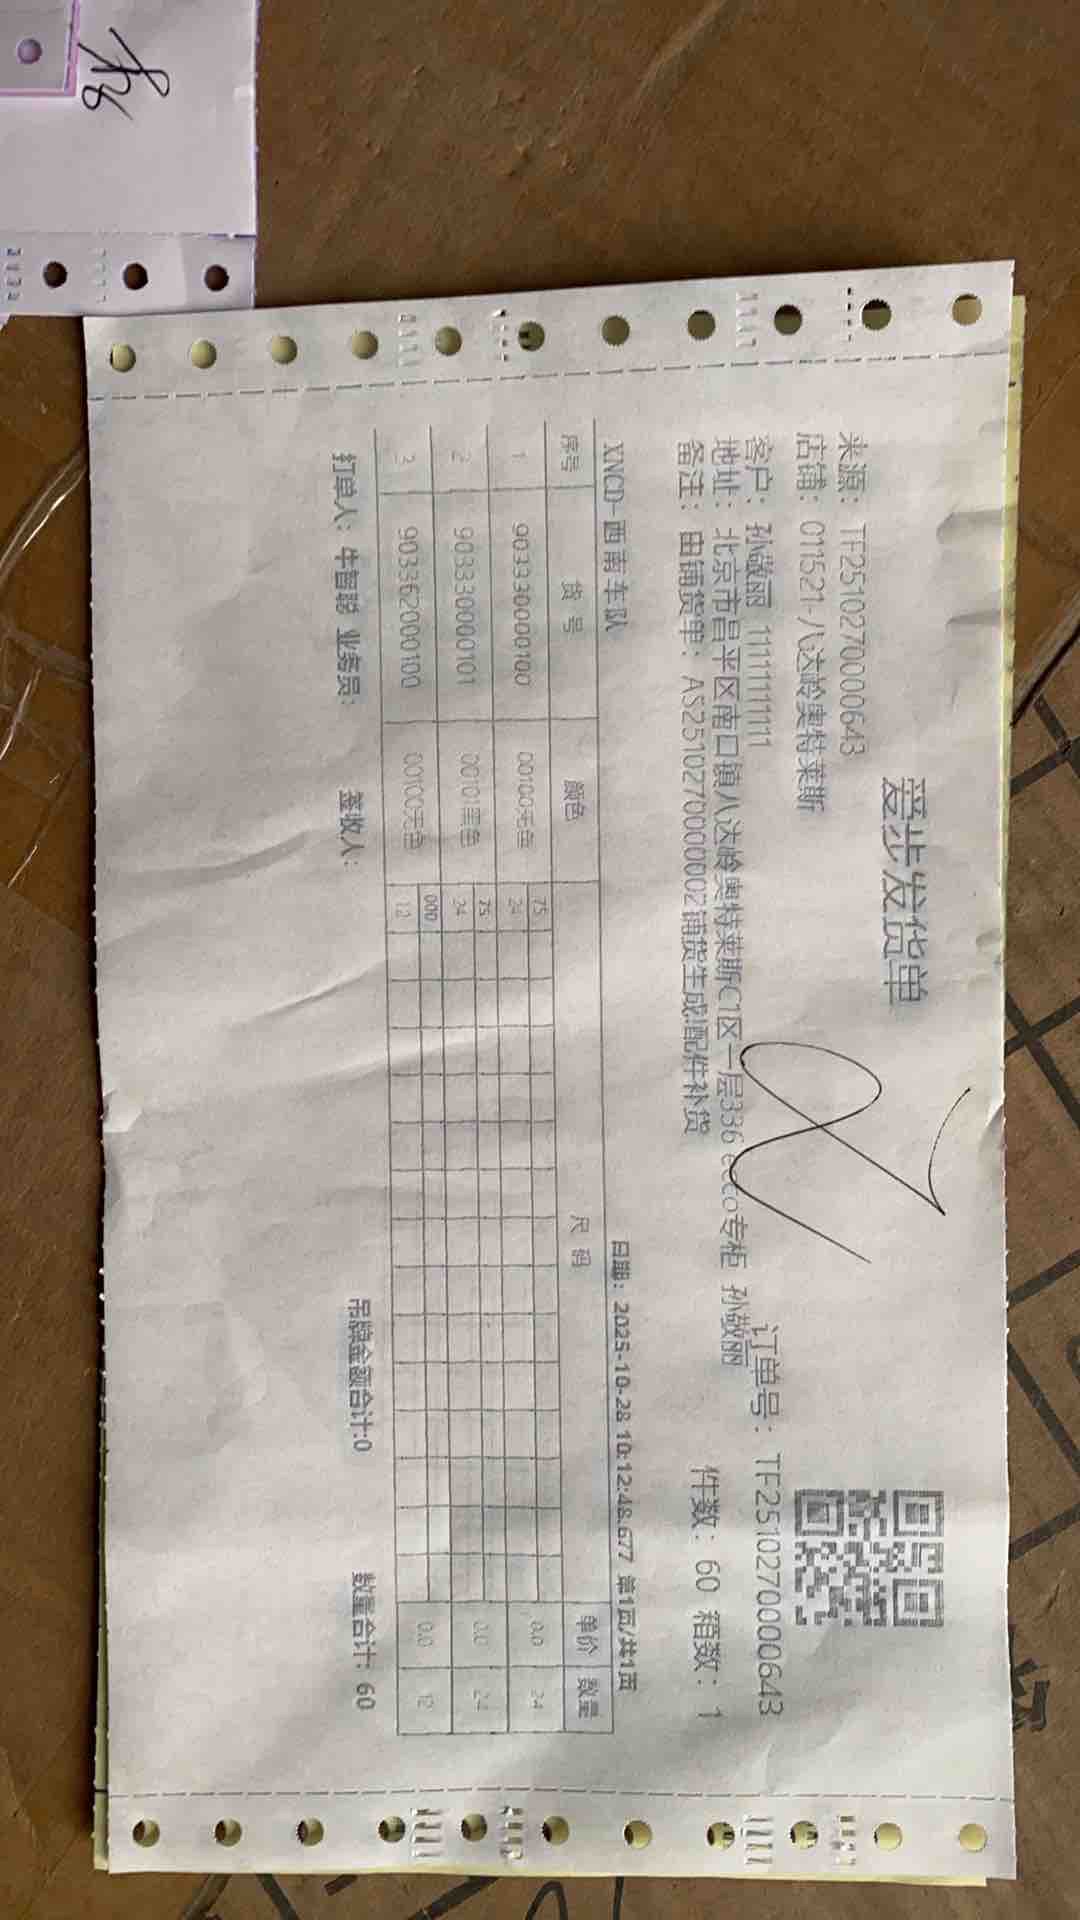 爱步发货单
来源: TF2510270000643
店铺: 011521-八达岭奥特莱斯
客户: 孙敬丽 11111111111 订单号: TF2510270000643
地址: 北京市昌平区南口镇八达岭奥特莱斯C1区一层336 ecco专柜 孙敬丽
备注: 由铺货单: AS2510270000002铺货生成!配件补货 件数: 60 箱数: 1
XNCD-西南车队 日期: 2025-10-28 10:12:48.677 第1页/共1页
序号 货号 颜色 尺码 单价 数量
1 903330000100 00100无色 75 24 0.0 24
2 903330000101 00101黑色 75 24 0.0 24
3 903362000100 00100无色 000 12 0.0 12
打单人: 牛智聪 业务员: 签收人: 吊牌金额合计:0 数量合计: 60